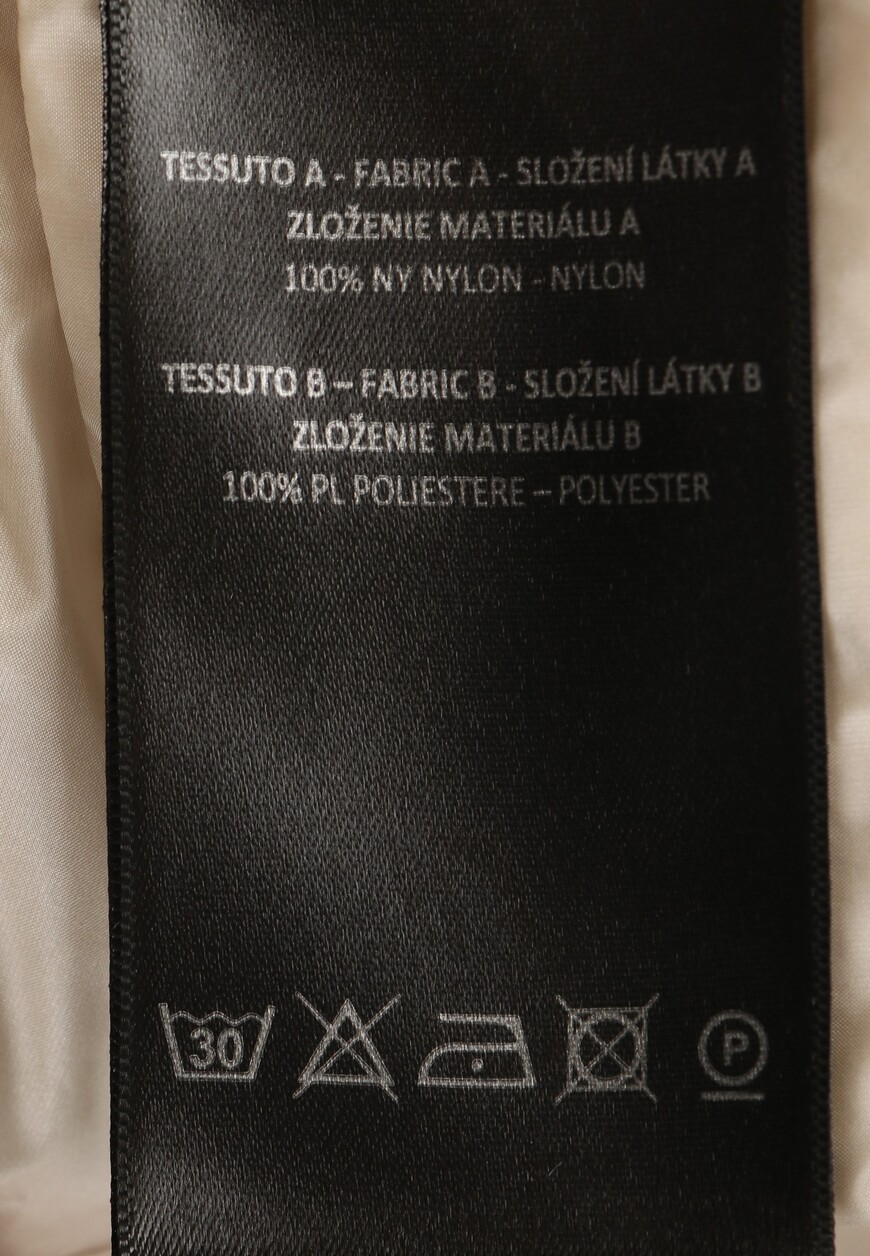 TESSUTO A - FABRIC A - SLOŽENÍ LÁTKY A
ZLOŽENIE MATERIÁLU A
100% NY NYLON - NYLON
TESSUTO B – FABRIC B - SLOŽENÍ LÁTKY B
ZLOŽENIE MATERIÁLU B
100% PL POLIESTERE – POLYESTER
30 P